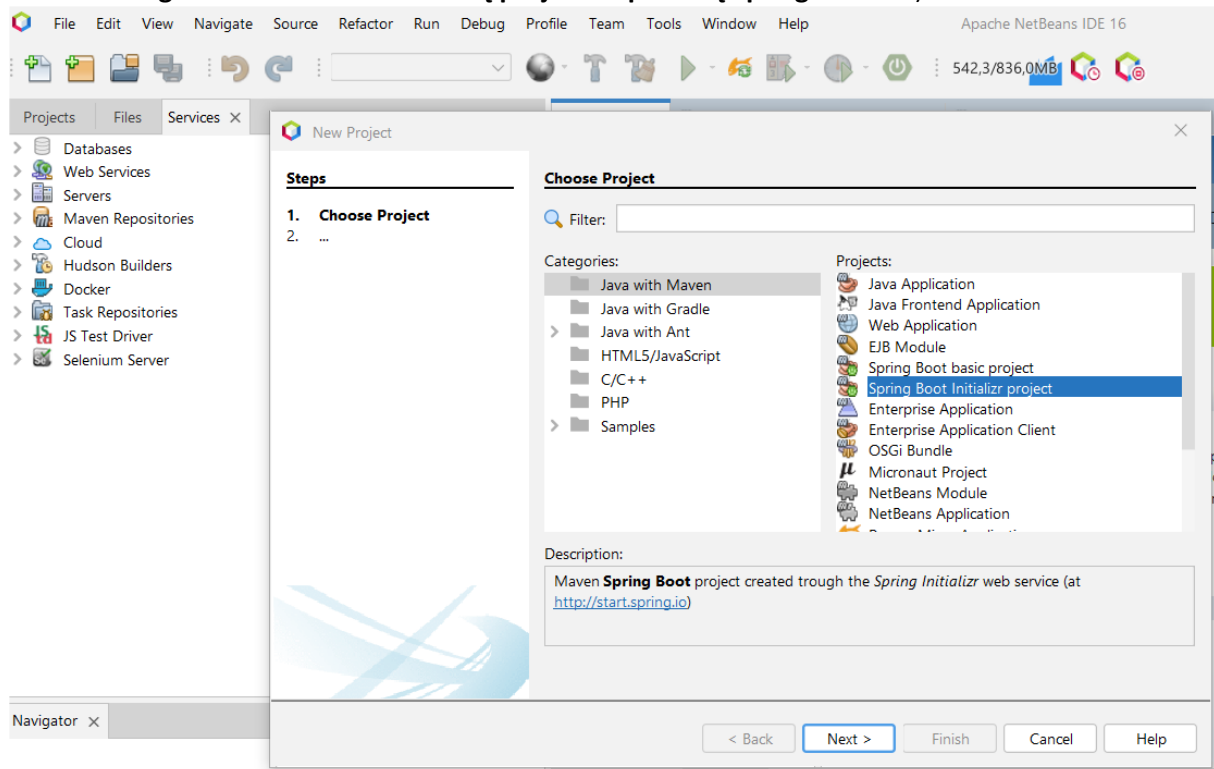 File Edit View Navigate Source Refactor Run Debug Profile Team Tools Window Help Apache NetBeans IDE 16
542,3/836,0MB
Projects Files Services
Databases
Web Services
Servers
Maven Repositories
Cloud
Hudson Builders
Docker
Task Repositories
JS Test Driver
Selenium Server
Navigator
New Project
Steps
1. Choose Project
2. ...
Choose Project
Filter:
Categories:
Java with Maven
Java with Gradle
Java with Ant
HTML5/JavaScript
C/C++
PHP
Samples
Projects:
Java Application
Java Frontend Application
Web Application
EJB Module
Spring Boot basic project
Spring Boot Initializr project
Enterprise Application
Enterprise Application Client
OSGi Bundle
Micronaut Project
NetBeans Module
NetBeans Application
Description:
Maven Spring Boot project created trough the Spring Initializr web service (at
http://start.spring.io)
< Back Next > Finish Cancel Help